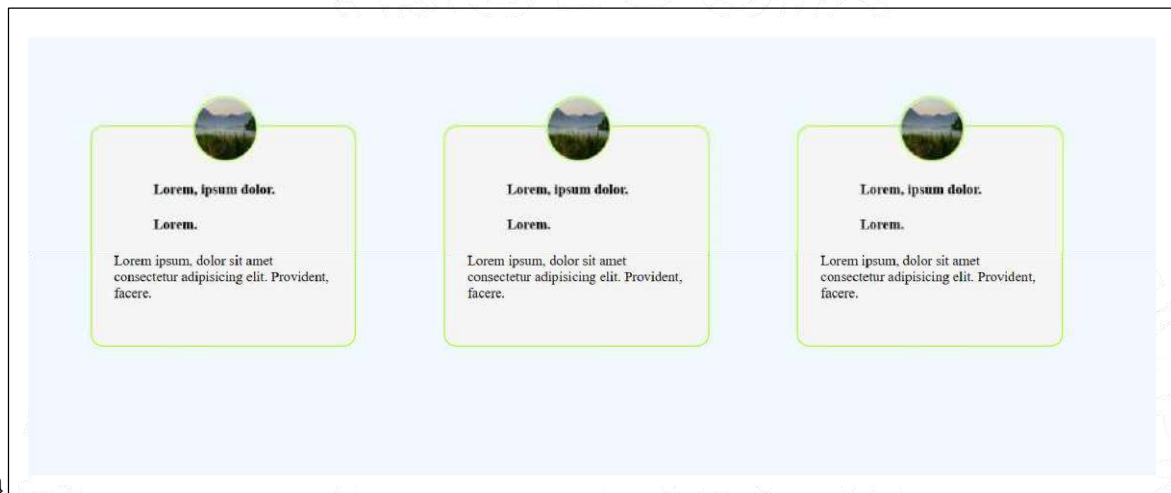 Lorem, ipsum dolor.
Lorem.
Lorem ipsum, dolor sit amet
consectetur adipisicing elit. Provident,
facere.
Lorem, ipsum dolor.
Lorem.
Lorem ipsum, dolor sit amet
consectetur adipisicing elit. Provident,
facere.
Lorem, ipsum dolor.
Lorem.
Lorem ipsum, dolor sit amet
consectetur adipisicing elit. Provident,
facere.